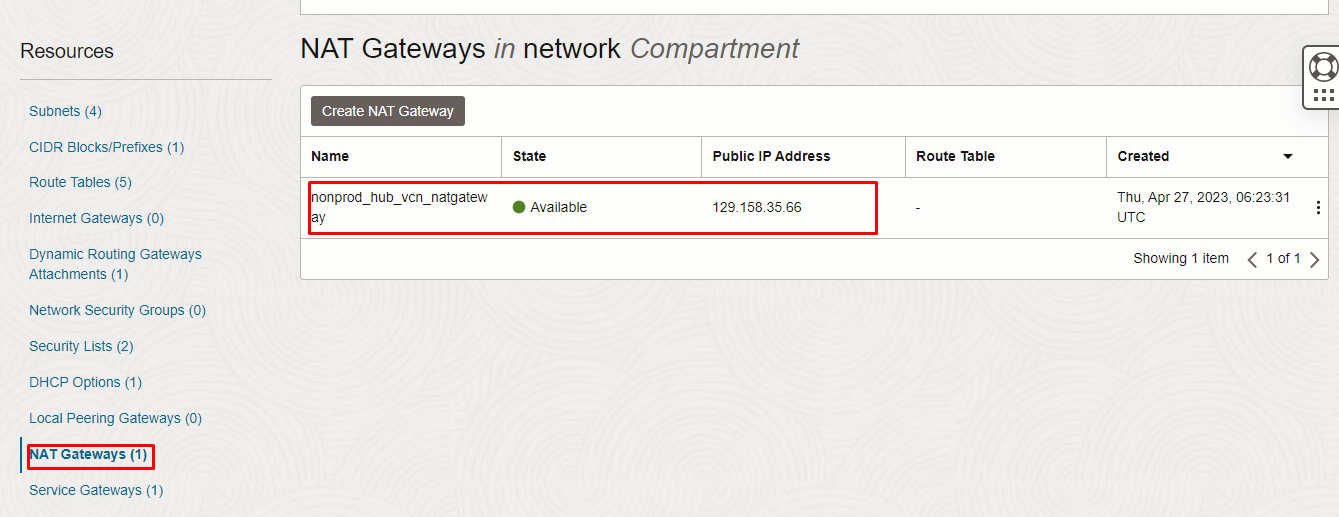 Resources
Subnets (4)
CIDR Blocks/Prefixes (1)
Route Tables (5)
Internet Gateways (0)
Dynamic Routing Gateways
Attachments (1)
Network Security Groups (0)
Security Lists (2)
DHCP Options (1)
Local Peering Gateways (0)
NAT Gateways (1)
Service Gateways (1)
NAT Gateways in network Compartment
Create NAT Gateway
Name State Public IP Address Route Table Created
nonprod_hub_vcn_natgatew
ay
Available
129.158.35.66
-
Thu, Apr 27, 2023, 06:23:31
UTC
Showing 1 item 1 of 1